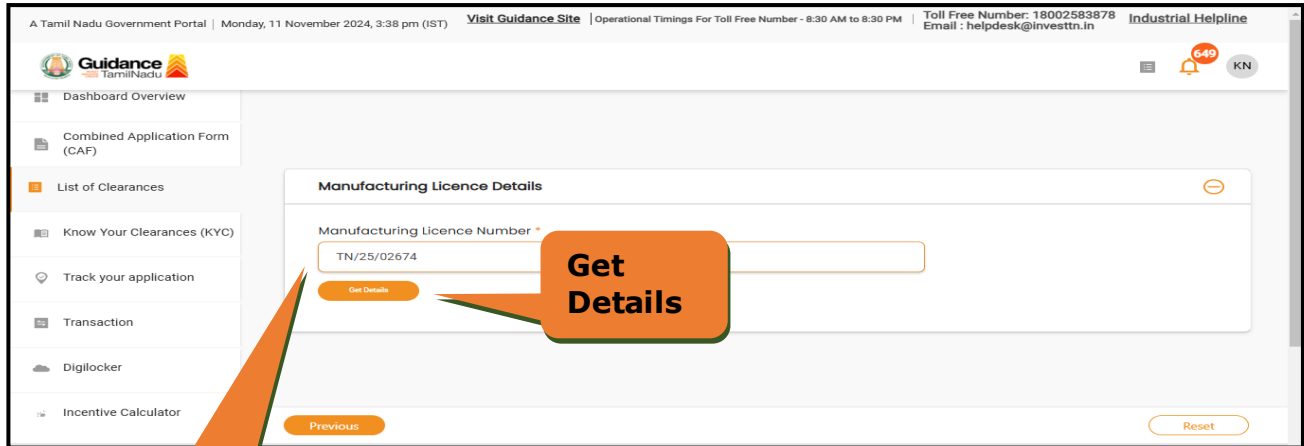 A Tamil Nadu Government Portal | Monday, 11 November 2024, 3:38 pm (IST) Visit Guidance Site | Operational Timings For Toll Free Number - 8:30 AM to 8:30 PM | Toll Free Number: 18002583878 Industrial Helpline
Email : helpdesk@investtn.in
Guidance
TamilNadu
649
KN
Dashboard Overview
Combined Application Form
(CAF)
List of Clearances
Know Your Clearances (KYC)
Track your application
Transaction
Digilocker
Incentive Calculator
Manufacturing Licence Details
Manufacturing Licence Number *
TN/25/02674
Get Details
Get
Details
Previous
Reset